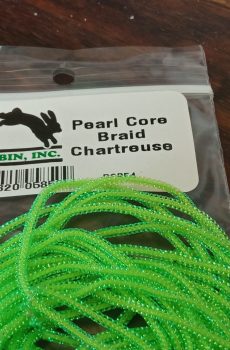 Pearl Core
Braid
Chartreuse
BIN, INC.